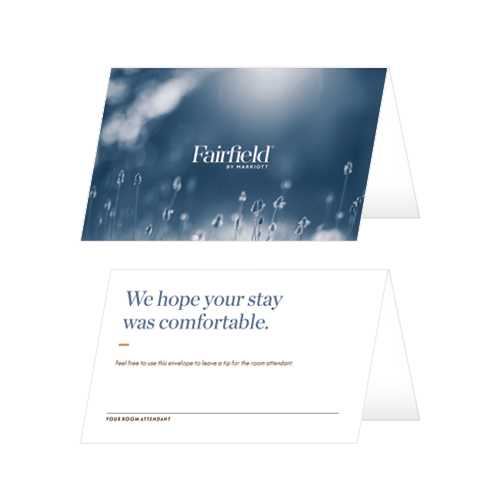 Fairfield®
BY MARRIOTT
We hope your stay
was comfortable.
Feel free to use this envelope to leave a tip for the room attendant.
YOUR ROOM ATTENDANT